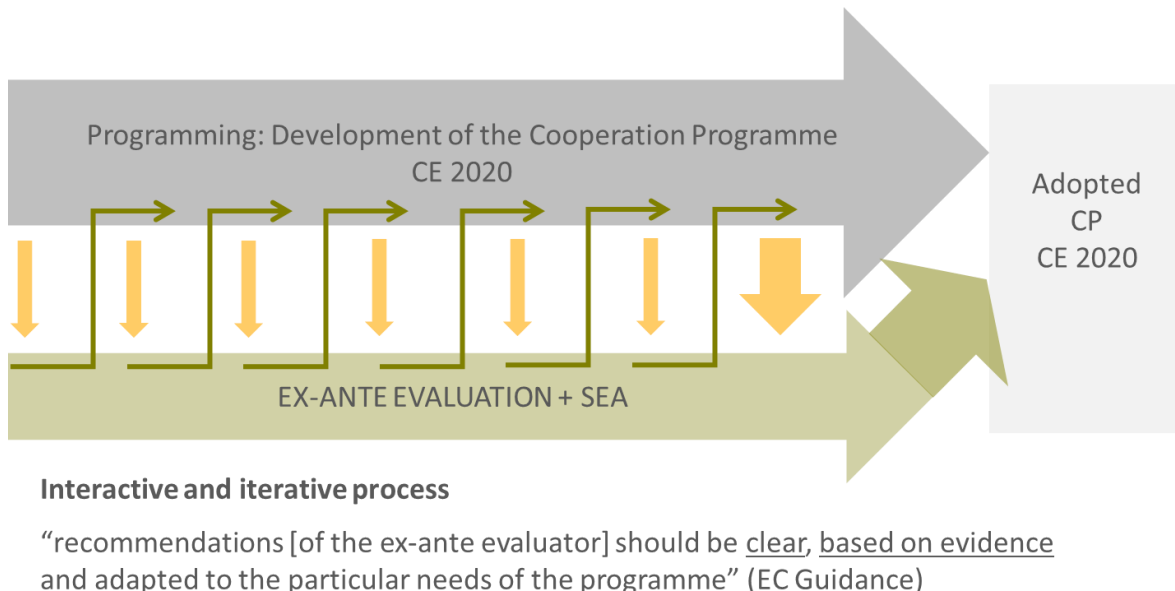 Programming: Development of the Cooperation Programme
CE 2020
Adopted
CP
CE 2020
EX-ANTE EVALUATION + SEA
Interactive and iterative process
“recommendations [of the ex-ante evaluator] should be clear, based on evidence
and adapted to the particular needs of the programme” (EC Guidance)